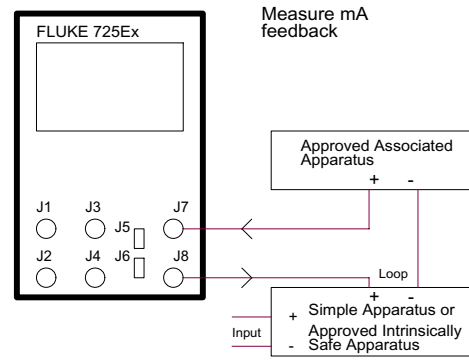 Measure mA
feedback
FLUKE 725Ex
Approved Associated
Apparatus
+ -
J1 J3 J5 J7
J2 J4 J6 J8
Loop
+ -
Input
+ Simple Apparatus or
Approved Intrinsically
- Safe Apparatus